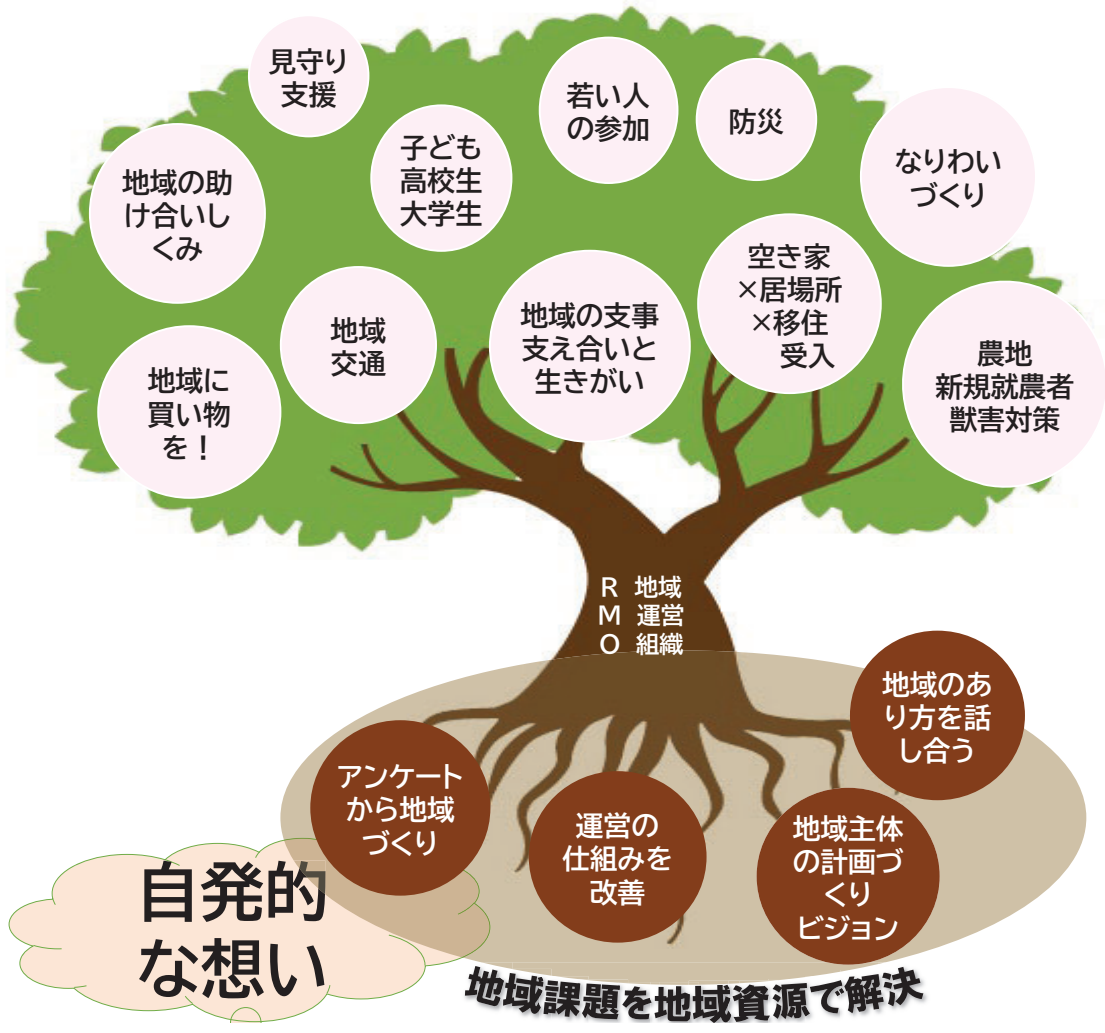 見守り
支援
若い人
の参加
防災
子ども
高校生
大学生
なりわい
づくり
地域の助
け合いし
くみ
空き家
×居場所
×移住
受入
地域
交通
地域の支事
支え合いと
生きがい
農地
新規就農者
獣害対策
地域に
買い物
を！
R 地域
M 運営
O 組織
地域のあ
り方を話
し合う
アンケート
から地域
づくり
運営の
仕組みを
改善
地域主体
の計画づ
くり
ビジョン
自発的
な想い
地域課題を地域資源で解決